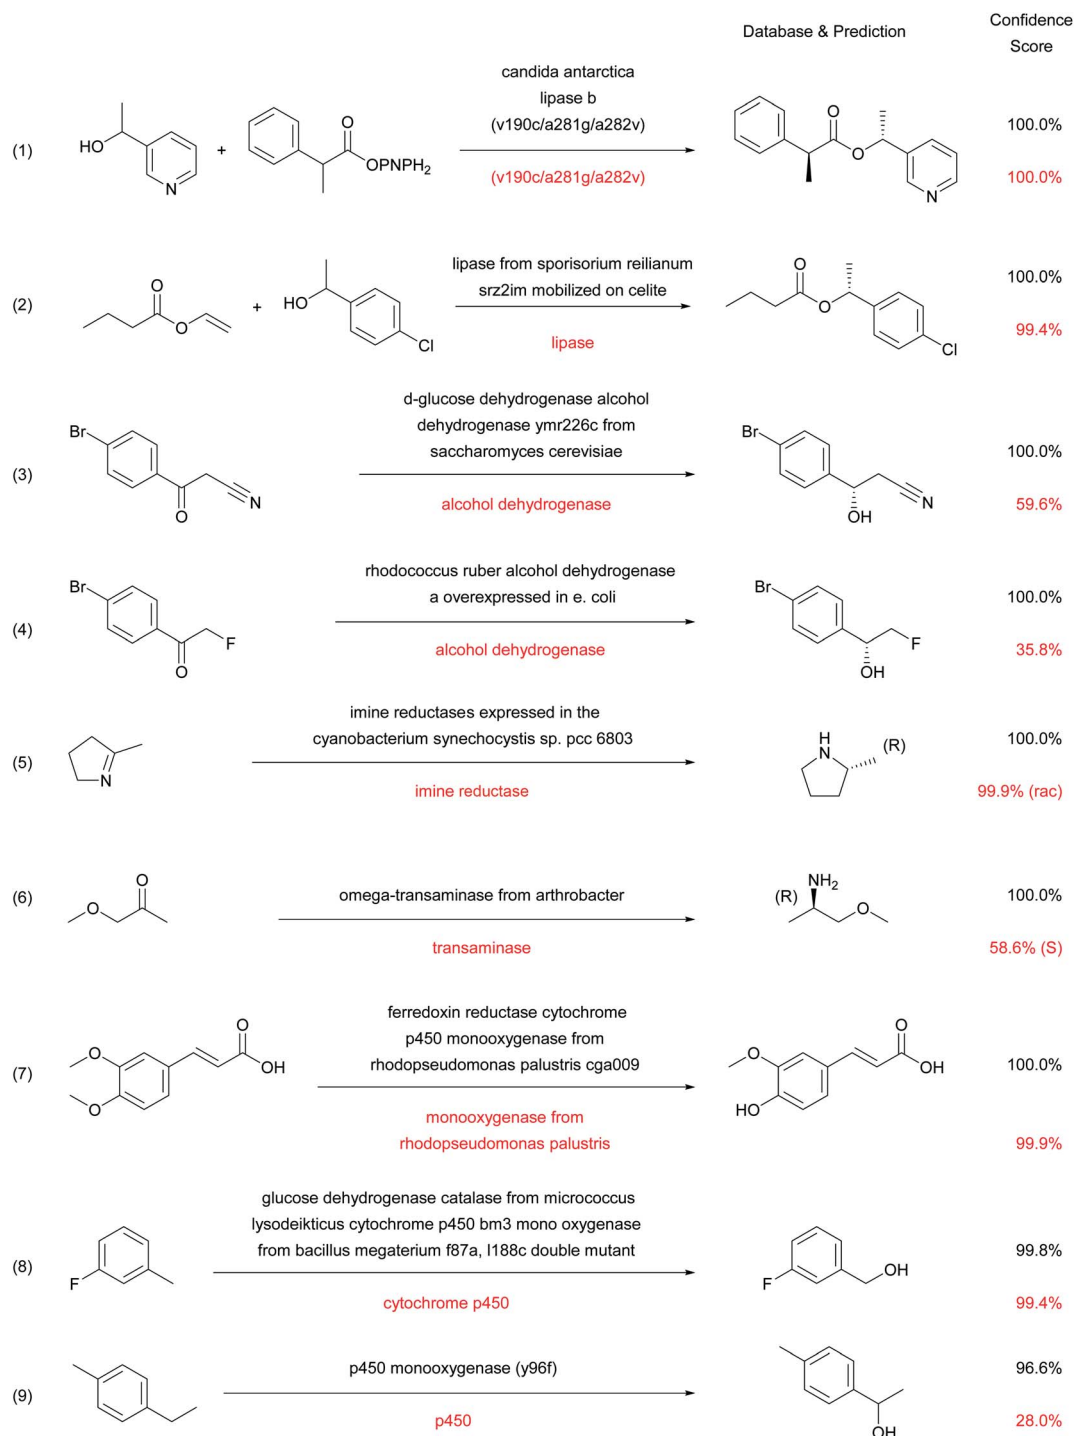 Database & Prediction
Confidence
Score
(1)
HO
N
+
O
OPNPH2
candida antarctica
lipase b
(v190c/a281g/a282v)
(v190c/a281g/a282v)
O
O
N
100.0%
100.0%
(2)
O
O
+
HO
Cl
lipase from sporisorium reilianum
srz2im mobilized on celite
lipase
O
O
Cl
100.0%
99.4%
(3)
Br
O
N
d-glucose dehydrogenase alcohol
dehydrogenase ymr226c from
saccharomyces cerevisiae
alcohol dehydrogenase
Br
OH
N
100.0%
59.6%
(4)
Br
O
F
rhodococcus ruber alcohol dehydrogenase
a overexpressed in e. coli
alcohol dehydrogenase
Br
OH
F
100.0%
35.8%
(5)
N
imine reductases expressed in the
cyanobacterium synechocystis sp. pcc 6803
imine reductase
H
N
(R)
100.0%
99.9% (rac)
(6)
O
O
omega-transaminase from arthrobacter
transaminase
(R)
NH2
O
100.0%
58.6% (S)
(7)
O
O
O
OH
ferredoxin reductase cytochrome
p450 monooxygenase from
rhodopseudomonas palustris cga009
monooxygenase from
rhodopseudomonas palustris
O
HO
O
OH
100.0%
99.9%
(8)
F
glucose dehydrogenase catalase from micrococcus
lysodeikticus cytochrome p450 bm3 mono oxygenase
from bacillus megaterium f87a, l188c double mutant
cytochrome p450
F
OH
99.8%
99.4%
(9)
p450 monooxygenase (y96f)
p450
OH
96.6%
28.0%